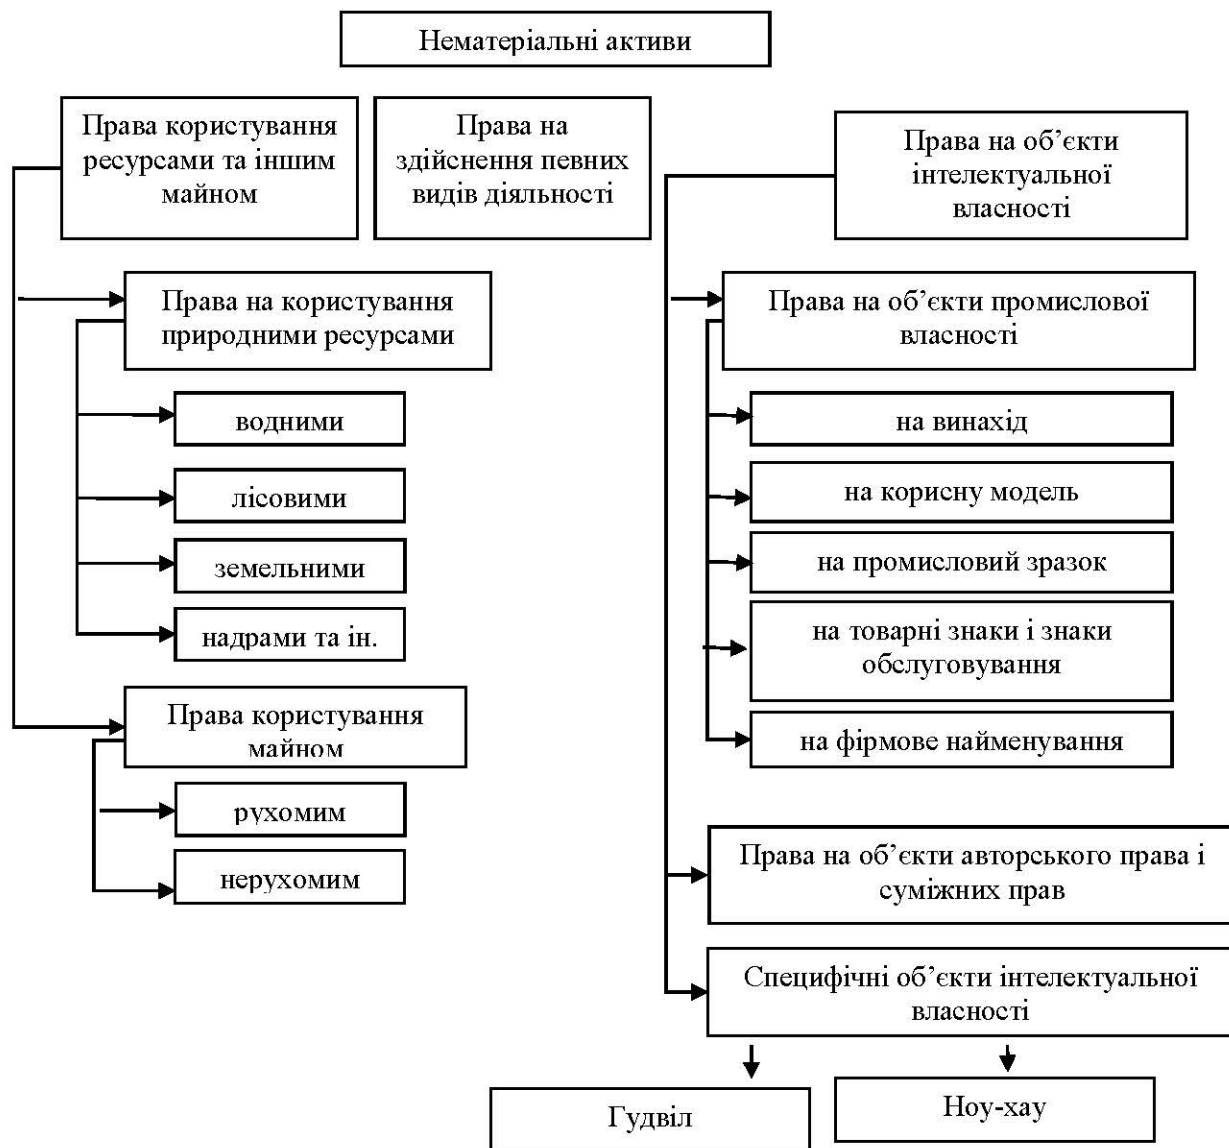 Нематеріальні активи
Права користування
ресурсами та іншим
майном
Права на
здійснення певних
видів діяльності
Права на об’єкти
інтелектуальної
власності
Права на користування
природними ресурсами
водними
лісовими
земельними
надрами та ін.
Права користування
майном
рухомим
нерухомим
Права на об’єкти промислової
власності
на винахід
на корисну модель
на промисловий зразок
на товарні знаки і знаки
обслуговування
на фірмове найменування
Права на об’єкти авторського права і
суміжних прав
Специфічні об’єкти інтелектуальної
власності
Гудвіл
Ноу-хау